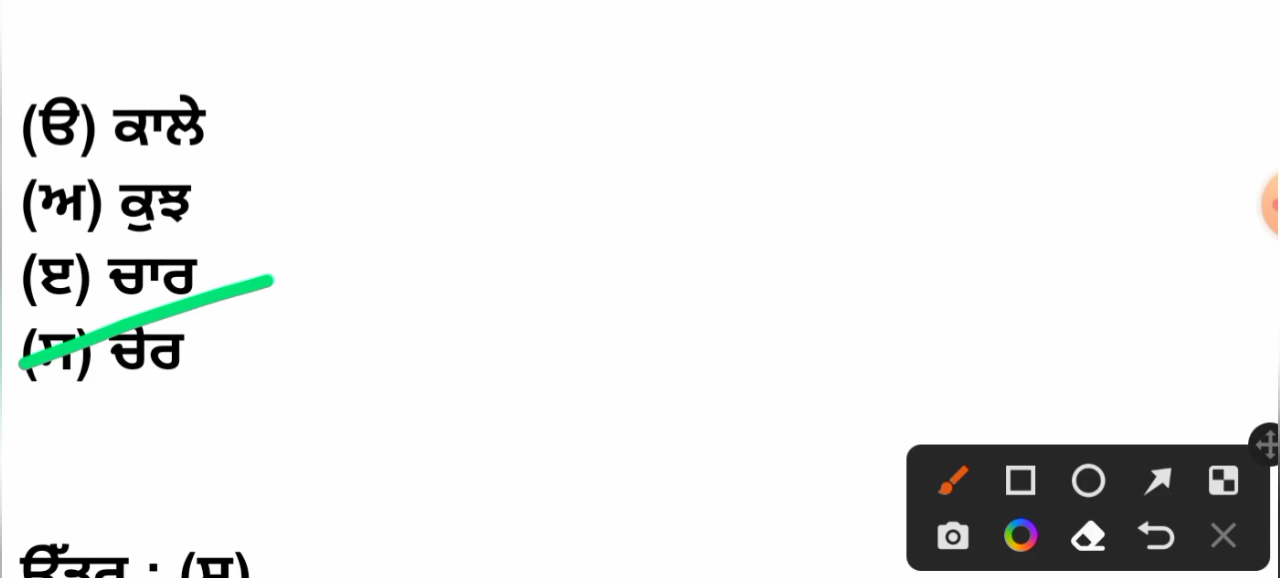 (ੳ) ਕਾਲੇ
(ਅ) ਕੁਝ
(ੲ) ਚਾਰ
(ਸ)
ਉੱਤਰ : (ਸ)